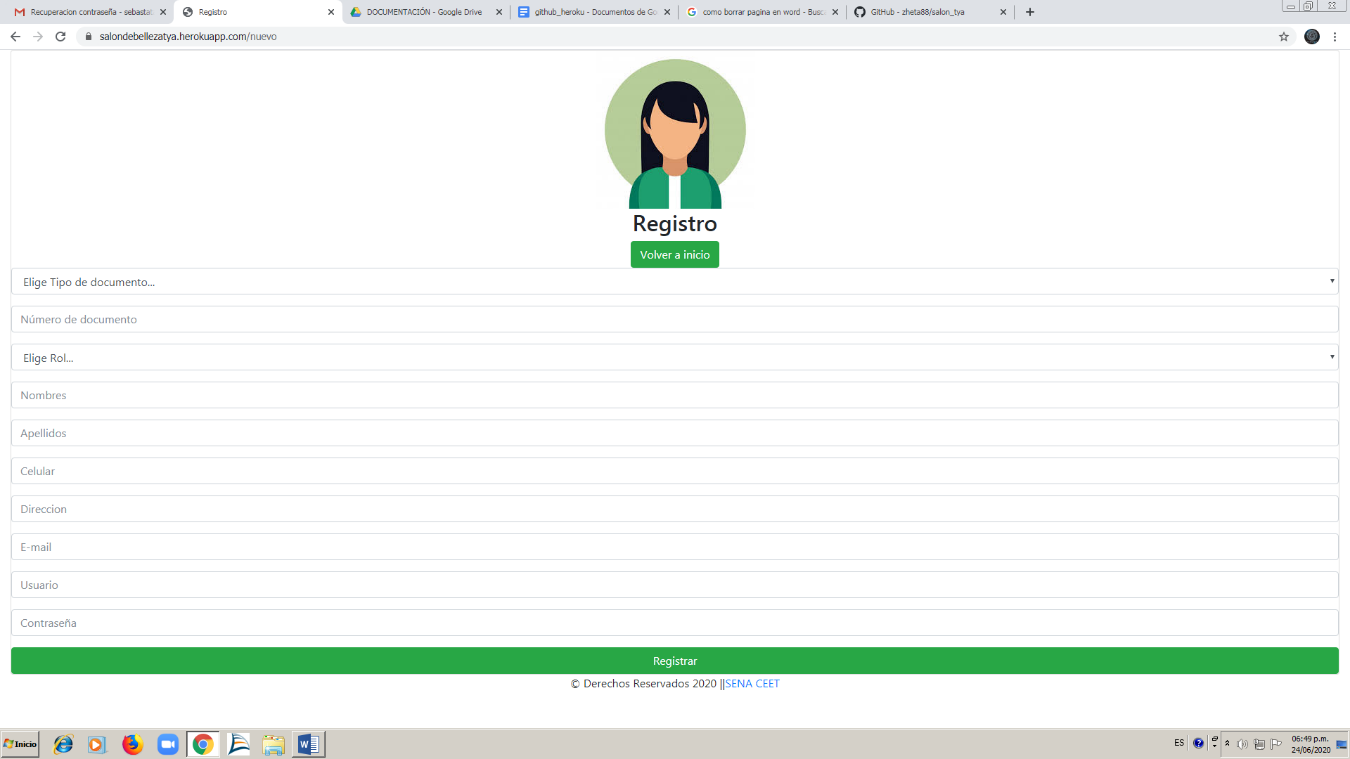 Recuperacion contraseña - sebasta
Registro
DOCUMENTACIÓN - Google Drive
github_heroku - Documentos de Go
como borrar pagina en word - Busc
GitHub - zheta88/salon_tya
salondebellezatya.herokuapp.com/nuevo
Registro
Volver a inicio
Elige Tipo de documento...
Número de documento
Elige Rol...
Nombres
Apellidos
Celular
Direccion
E-mail
Usuario
Contraseña
Registrar
© Derechos Reservados 2020 ||SENA CEET
Inicio
ES
06:49 p.m.
24/06/2020